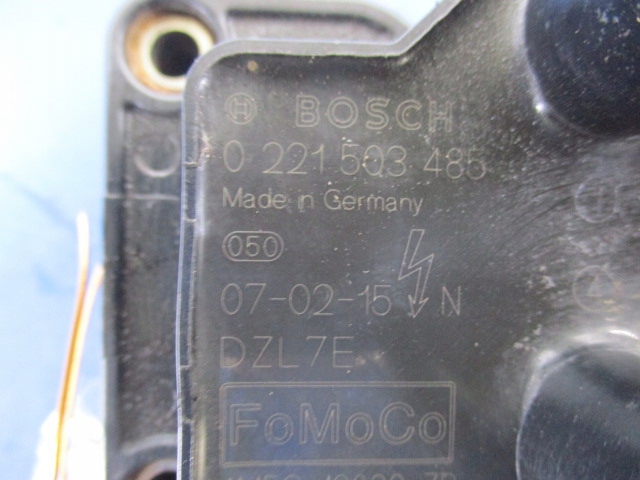 BOSCH
0 221 503 485
Made in Germany
050
07-02-15 N
DZL7E
FoMoCo